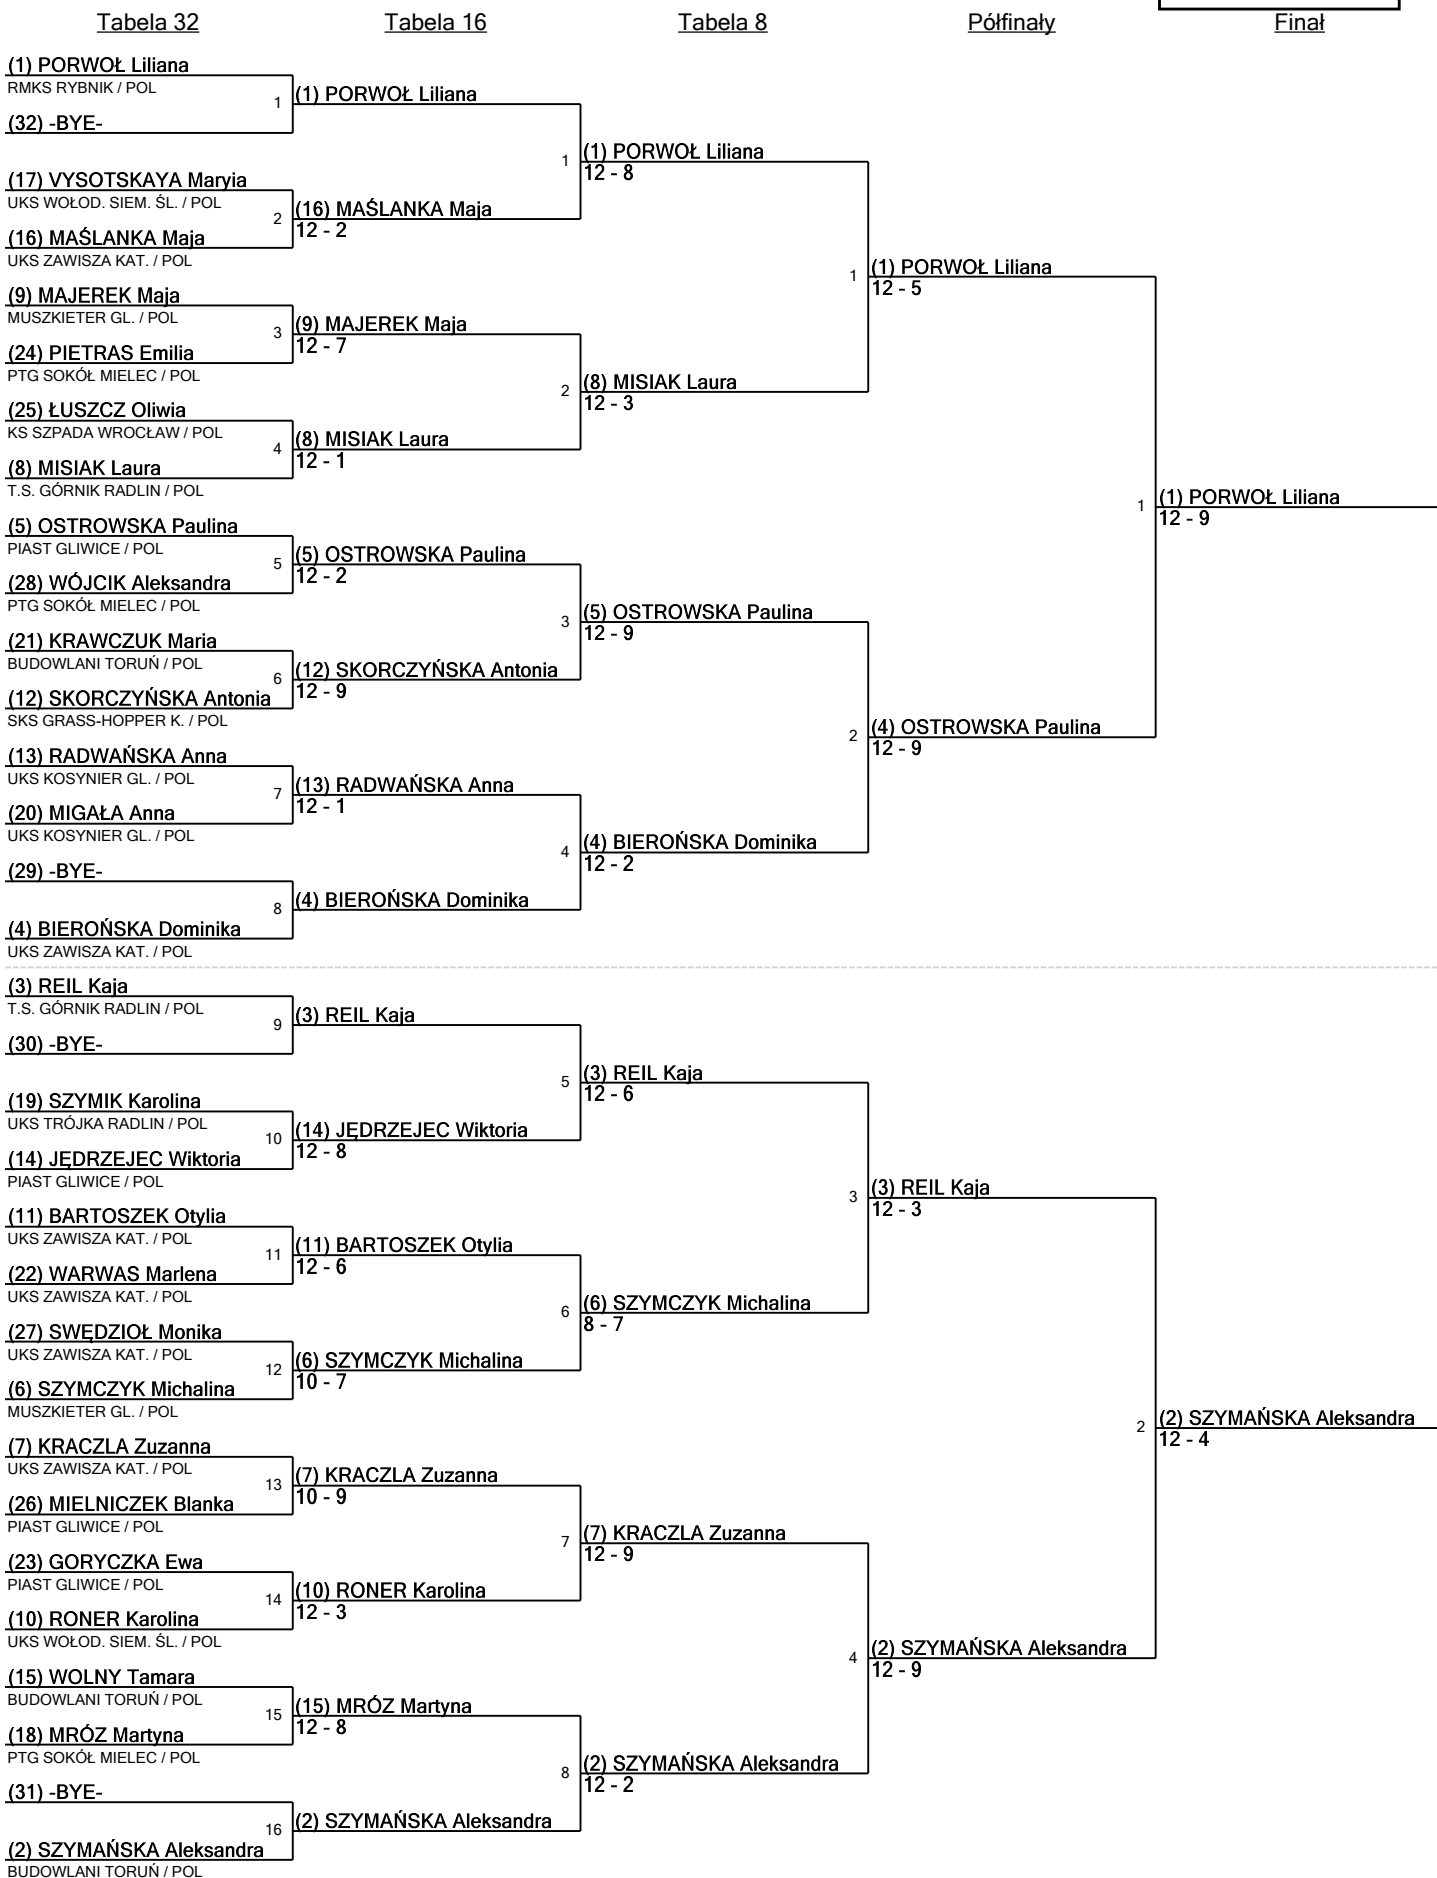 Tabela 32
Tabela 16
Tabela 8
Półfinały
Finał
(1) PORWOŁ Liliana
RMKS RYBNIK / POL
(32) -BYE-
(17) VYSOTSKAYA Maryia
UKS WOŁOD. SIEM. ŚL. / POL
(16) MAŚLANKA Maja
UKS ZAWISZA KAT. / POL
(9) MAJEREK Maja
MUSZKIETER GL. / POL
(24) PIETRAS Emilia
PTG SOKÓŁ MIELEC / POL
(25) ŁUSZCZ Oliwia
KS SZPADA WROCŁAW / POL
(8) MISIAK Laura
T.S. GÓRNIK RADLIN / POL
(5) OSTROWSKA Paulina
PIAST GLIWICE / POL
(28) WÓJCIK Aleksandra
PTG SOKÓŁ MIELEC / POL
(21) KRAWCZUK Maria
BUDOWLANI TORUŃ / POL
(12) SKORCZYŃSKA Antonia
SKS GRASS-HOPPER K. / POL
(13) RADWAŃSKA Anna
UKS KOSYNIER GL. / POL
(20) MIGAŁA Anna
UKS KOSYNIER GL. / POL
(29) -BYE-
(4) BIEROŃSKA Dominika
UKS ZAWISZA KAT. / POL
(3) REIL Kaja
T.S. GÓRNIK RADLIN / POL
(30) -BYE-
(19) SZYMIK Karolina
UKS TRÓJKA RADLIN / POL
(14) JĘDRZEJEC Wiktoria
PIAST GLIWICE / POL
(11) BARTOSZEK Otylia
UKS ZAWISZA KAT. / POL
(22) WARWAS Marlena
UKS ZAWISZA KAT. / POL
(27) SWĘDZIOŁ Monika
UKS ZAWISZA KAT. / POL
(6) SZYMCZYK Michalina
MUSZKIETER GL. / POL
(7) KRACZLA Zuzanna
UKS ZAWISZA KAT. / POL
(26) MIELNICZEK Blanka
PIAST GLIWICE / POL
(23) GORYCZKA Ewa
PIAST GLIWICE / POL
(10) RONER Karolina
UKS WOŁOD. SIEM. ŚL. / POL
(15) WOLNY Tamara
BUDOWLANI TORUŃ / POL
(18) MRÓZ Martyna
PTG SOKÓŁ MIELEC / POL
(31) -BYE-
(2) SZYMAŃSKA Aleksandra
BUDOWLANI TORUŃ / POL
1 (1) PORWOŁ Liliana
2 (16) MAŚLANKA Maja
12 - 2
3 (9) MAJEREK Maja
12 - 7
4 (8) MISIAK Laura
12 - 1
5 (5) OSTROWSKA Paulina
12 - 2
6 (12) SKORCZYŃSKA Antonia
12 - 9
7 (13) RADWAŃSKA Anna
12 - 1
8 (4) BIEROŃSKA Dominika
9 (3) REIL Kaja
10 (14) JĘDRZEJEC Wiktoria
12 - 8
11 (11) BARTOSZEK Otylia
12 - 6
12 (6) SZYMCZYK Michalina
10 - 7
13 (7) KRACZLA Zuzanna
10 - 9
14 (10) RONER Karolina
12 - 3
15 (15) MRÓZ Martyna
12 - 8
16 (2) SZYMAŃSKA Aleksandra
1 (1) PORWOŁ Liliana
12 - 8
2 (8) MISIAK Laura
12 - 3
3 (5) OSTROWSKA Paulina
12 - 9
4 (4) BIEROŃSKA Dominika
12 - 2
5 (3) REIL Kaja
12 - 6
6 (6) SZYMCZYK Michalina
8 - 7
7 (7) KRACZLA Zuzanna
12 - 9
8 (2) SZYMAŃSKA Aleksandra
12 - 2
1 (1) PORWOŁ Liliana
12 - 5
2 (4) OSTROWSKA Paulina
12 - 9
3 (3) REIL Kaja
12 - 3
4 (2) SZYMAŃSKA Aleksandra
12 - 9
1 (1) PORWOŁ Liliana
12 - 9
2 (2) SZYMAŃSKA Aleksandra
12 - 4